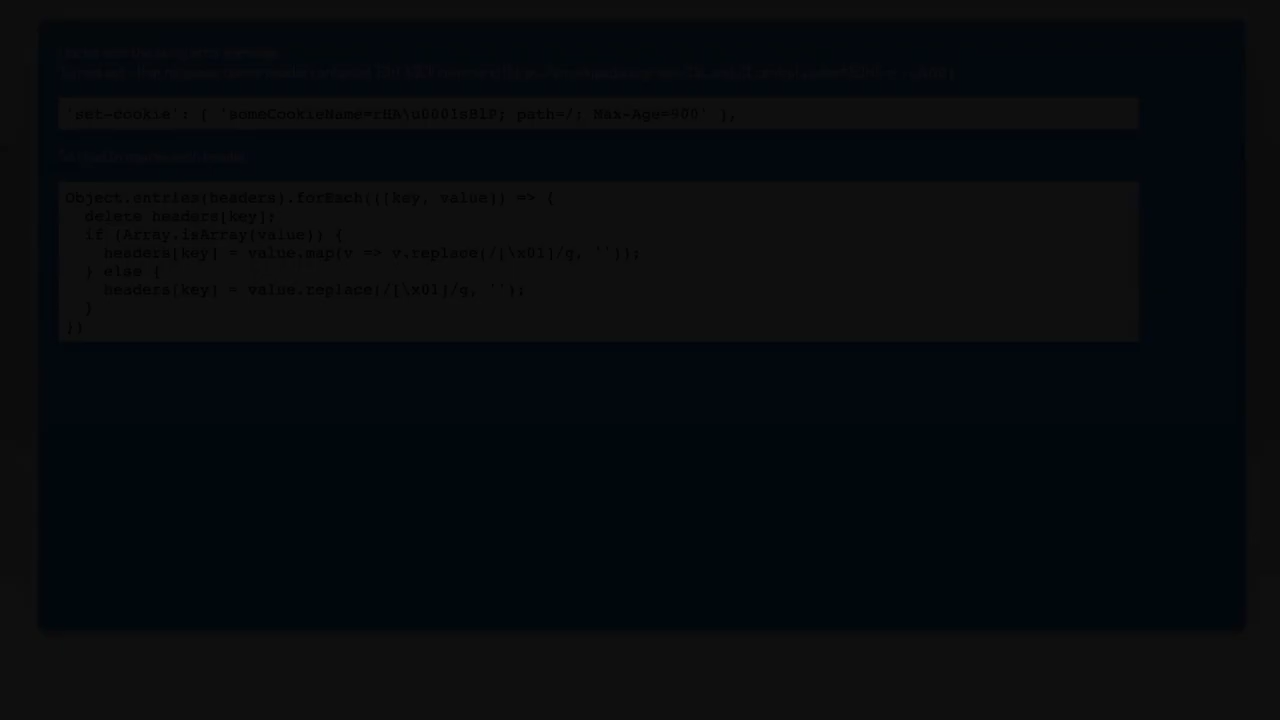 'set-cookie': [ 'someCookieName=rHA\u0001sBlP; path=/; Max-Age=900' ],
Object.entries(headers).forEach(([key, value]) => {
delete headers[key];
if (Array.isArray(value)) {
headers[key] = value.map(v => v.replace(/[\x01]/g, ''));
} else {
headers[key] = value.replace(/[\x01]/g, '');
}
})